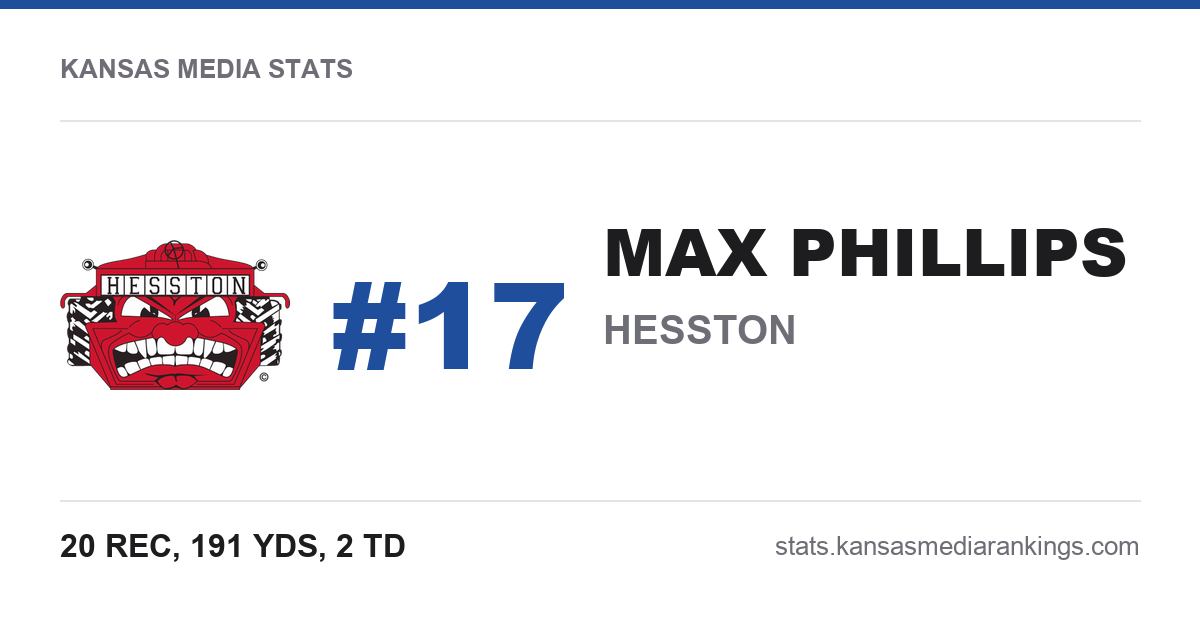 KANSAS MEDIA STATS
HESSTON
©
#17
MAX PHILLIPS
HESSTON
20 REC, 191 YDS, 2 TD
stats.kansasmediarankings.com